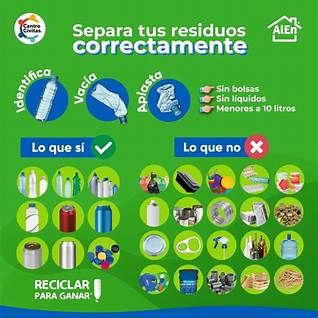 Centro
Civitas.
Separa tus residuos
correctamente
AlEn
Identifica
Vacía
Aplasta
Sin bolsas
Sin líquidos
Menores a 10 litros
Lo que sí
Lo que no
RECICLAR
PARA GANAR